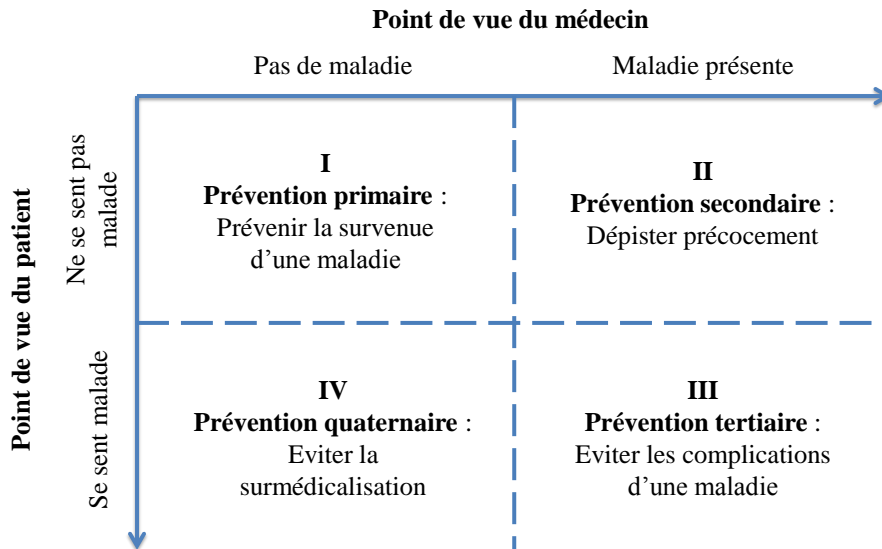 Point de vue du médecin
Pas de maladie
Maladie présente
Point de vue du patient
Ne se sent pas
malade
I
Prévention primaire :
Prévenir la survenue
d’une maladie
II
Prévention secondaire :
Dépister précocement
Se sent malade
IV
Prévention quaternaire :
Eviter la
surmédicalisation
III
Prévention tertiaire :
Eviter les complications
d’une maladie